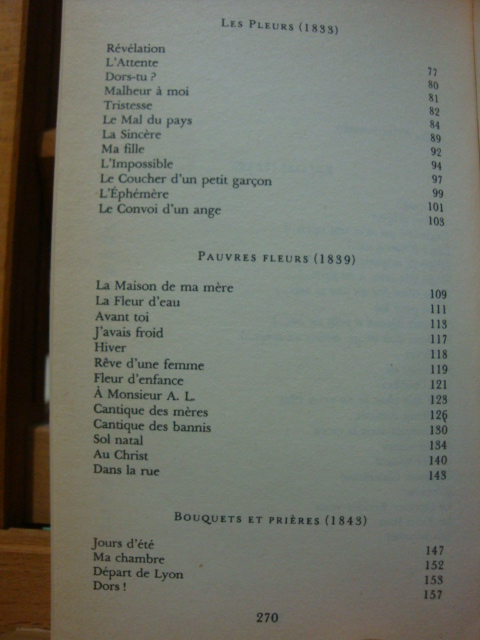 LES PLEURS (1833)
Révélation 77
L'Attente 80
Dors-tu ? 81
Malheur à moi 82
Tristesse 84
Le Mal du pays 89
La Sincère 92
Ma fille 94
L'Impossible 97
Le Coucher d'un petit garçon 99
L'Éphémère 101
Le Convoi d'un ange 103
PAUVRES FLEURS (1839)
La Maison de ma mère 109
La Fleur d'eau 111
Avant toi 113
J'avais froid 117
Hiver 118
Rêve d'une femme 119
Fleur d'enfance 121
À Monsieur A. L. 123
Cantique des mères 126
Cantique des bannis 130
Sol natal 134
Au Christ 140
Dans la rue 143
BOUQUETS ET PRIÈRES (1843)
Jours d'été 147
Ma chambre 152
Départ de Lyon 153
Dors ! 157
270